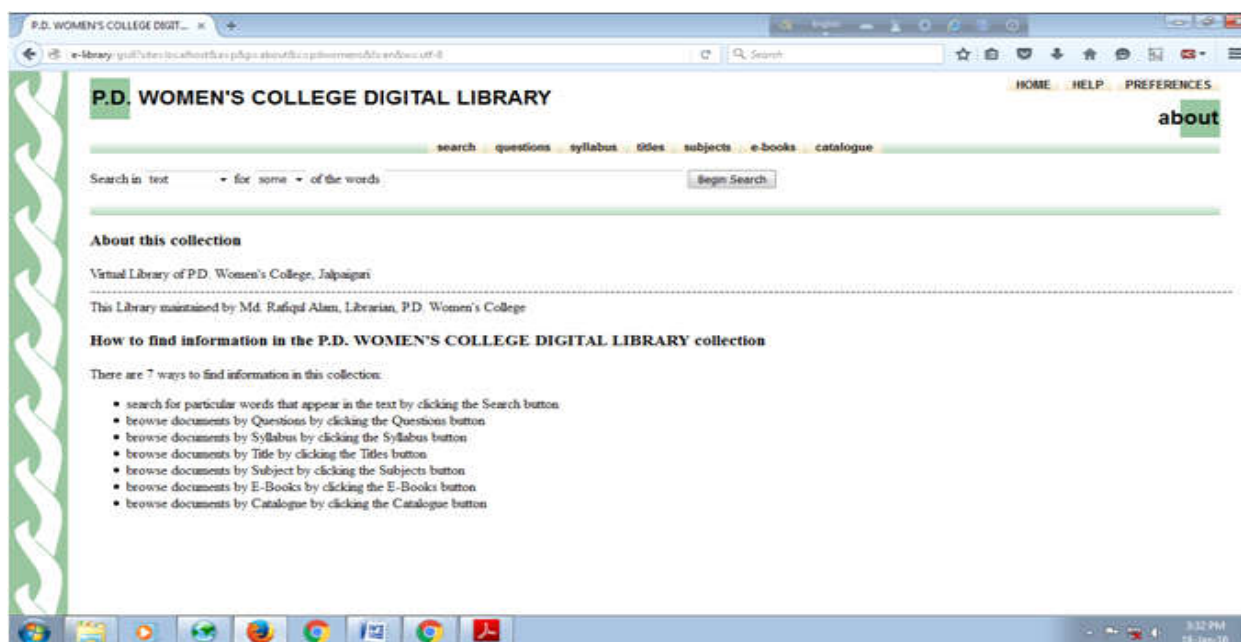 P.D. WOMEN'S COLLEGE DIGIT...
Search
HOME HELP PREFERENCES
P.D. WOMEN'S COLLEGE DIGITAL LIBRARY
about
search questions syllabus titles subjects e-books catalogue
Search in text for some of the words Begin Search
About this collection
Virtual Library of P.D. Women's College, Jalpaiguri
This Library maintained by Md. Rafiqul Alam, Librarian, P.D. Women's College
How to find information in the P.D. WOMEN'S COLLEGE DIGITAL LIBRARY collection
There are 7 ways to find information in this collection:
• search for particular words that appear in the text by clicking the Search button
• browse documents by Questions by clicking the Questions button
• browse documents by Syllabus by clicking the Syllabus button
• browse documents by Title by clicking the Titles button
• browse documents by Subject by clicking the Subjects button
• browse documents by E-Books by clicking the E-Books button
• browse documents by Catalogue by clicking the Catalogue button
3:32 PM